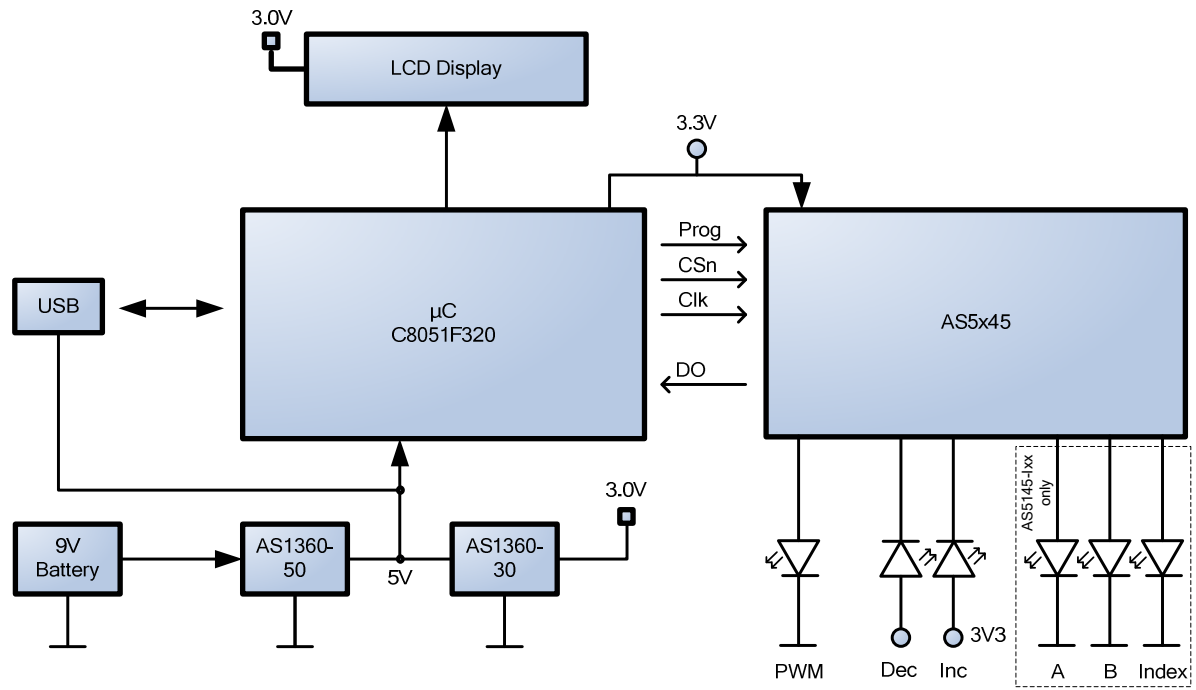 3.0V
LCD Display
3.3V
Prog
CSn
Clk
DO
USB
µC
C8051F320
AS5x45
3.0V
9V
Battery
AS1360-
50
5V
AS1360-
30
AS5145-Ixx
only
3V3
PWM
Dec
Inc
A
B
Index